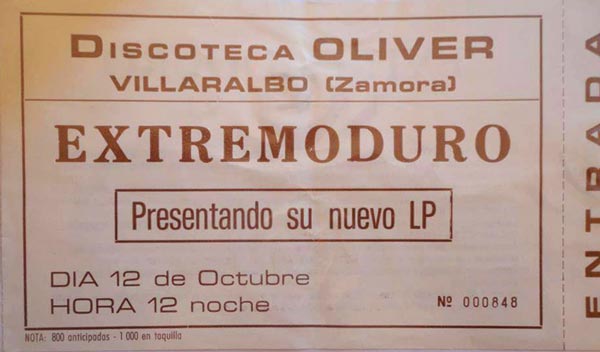 DISCOTECA OLIVER
VILLARALBO (Zamora)
EXTREMODURO
Presentando su nuevo LP
DIA 12 de Octubre
HORA 12 noche
Nº 000848
NOTA: 800 anticipadas - 1 000 en taquilla
ENTRADA